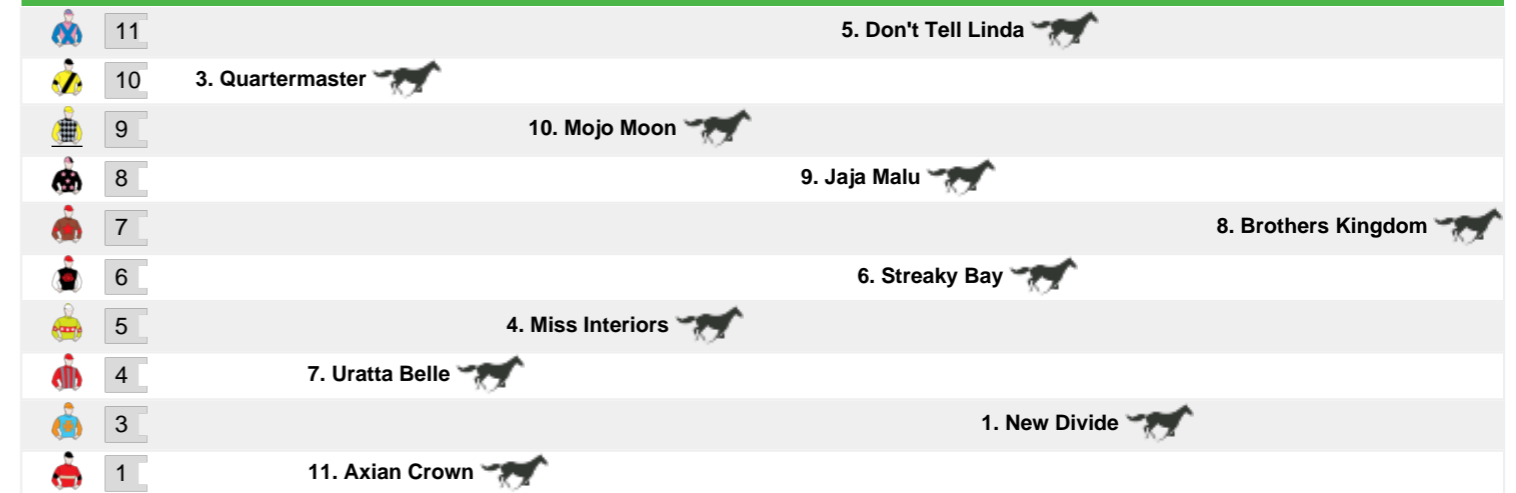 11 5. Don't Tell Linda
10 3. Quartermaster
9 10. Mojo Moon
8 9. Jaja Malu
7 8. Brothers Kingdom
6 6. Streaky Bay
5 4. Miss Interiors
4 7. Uratta Belle
3 1. New Divide
1 11. Axian Crown